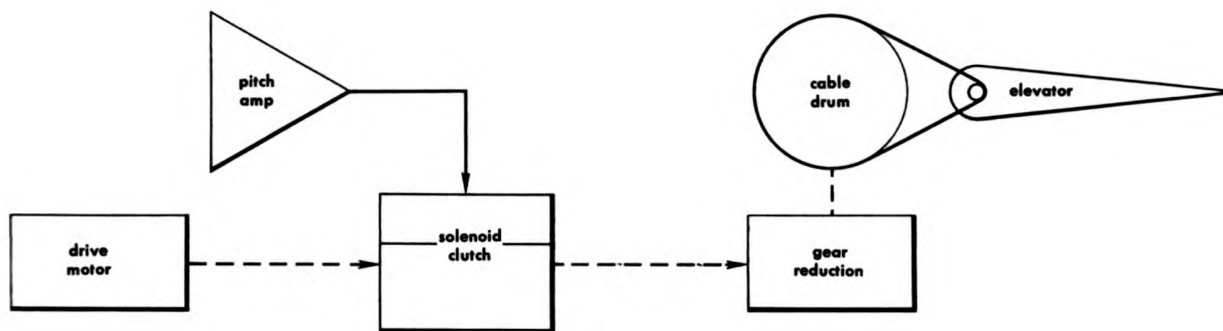 pitch
amp
cable
drum
elevator
drive
motor
solenoid
clutch
gear
reduction